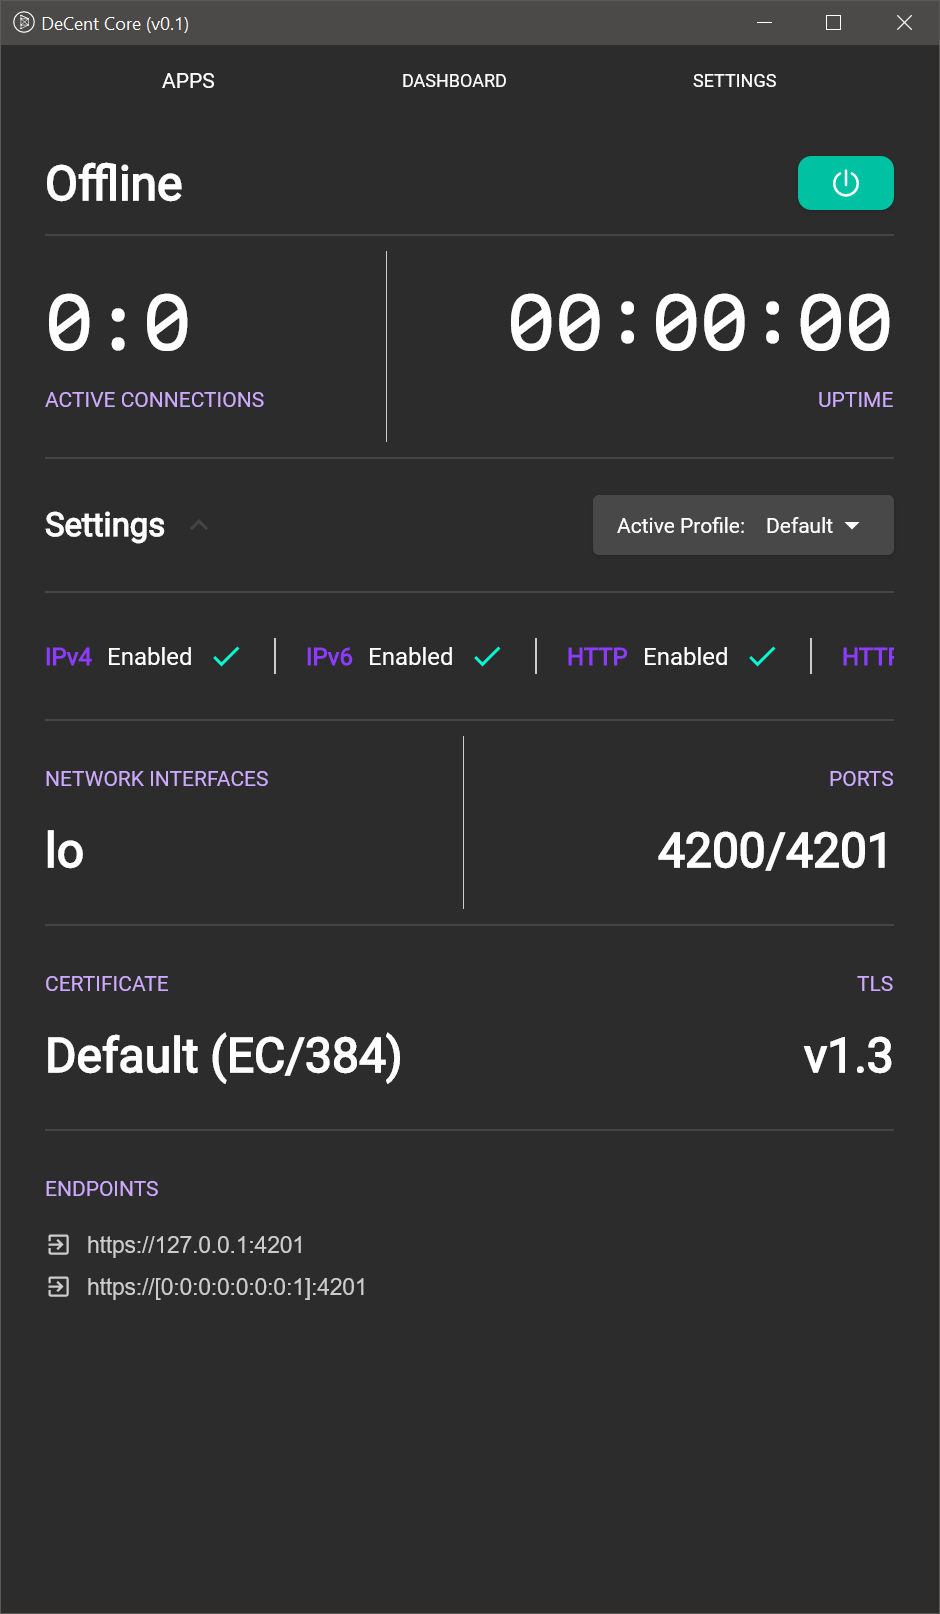 DeCent Core (v0.1)
APPS DASHBOARD SETTINGS
Offline
0:0 00:00:00
ACTIVE CONNECTIONS UPTIME
Settings Active Profile: Default
IPv4 Enabled IPv6 Enabled HTTP Enabled HTTP
NETWORK INTERFACES PORTS
lo 4200/4201
CERTIFICATE TLS
Default (EC/384) v1.3
ENDPOINTS
https://127.0.0.1:4201
https://[0:0:0:0:0:0:0:1]:4201